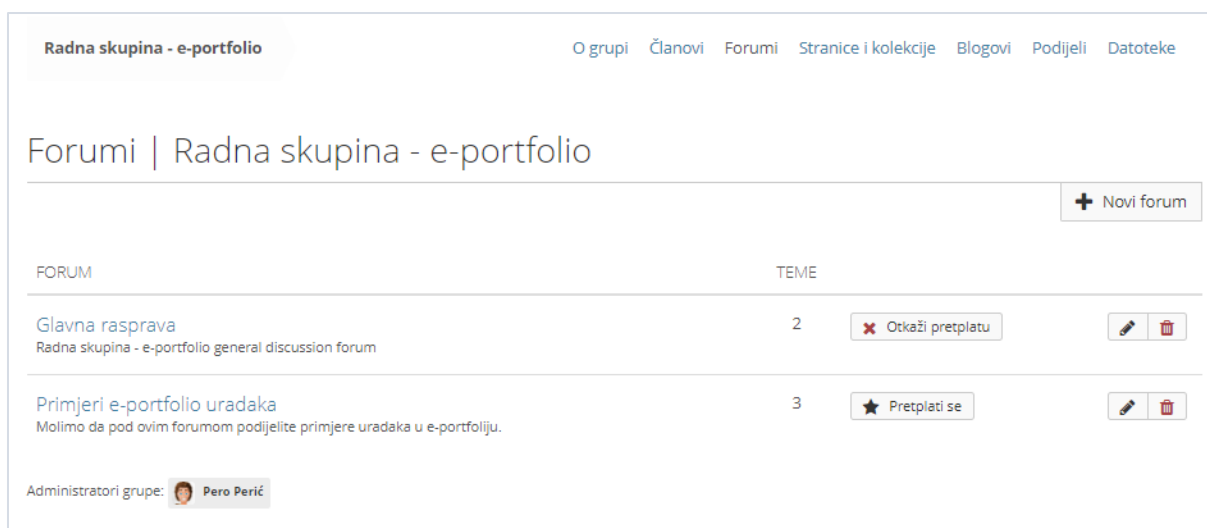 Radna skupina - e-portfolio
O grupi Članovi Forumi Stranice i kolekcije Blogovi Podijeli Datoteke
Forumi | Radna skupina - e-portfolio
Novi forum
FORUM TEME
Glavna rasprava 2 Otkaži pretplatu
Radna skupina - e-portfolio general discussion forum
Primjeri e-portfolio uradaka 3 Pretplati se
Molimo da pod ovim forumom podijelite primjere uradaka u e-portfoliju.
Administratori grupe: Pero Perić